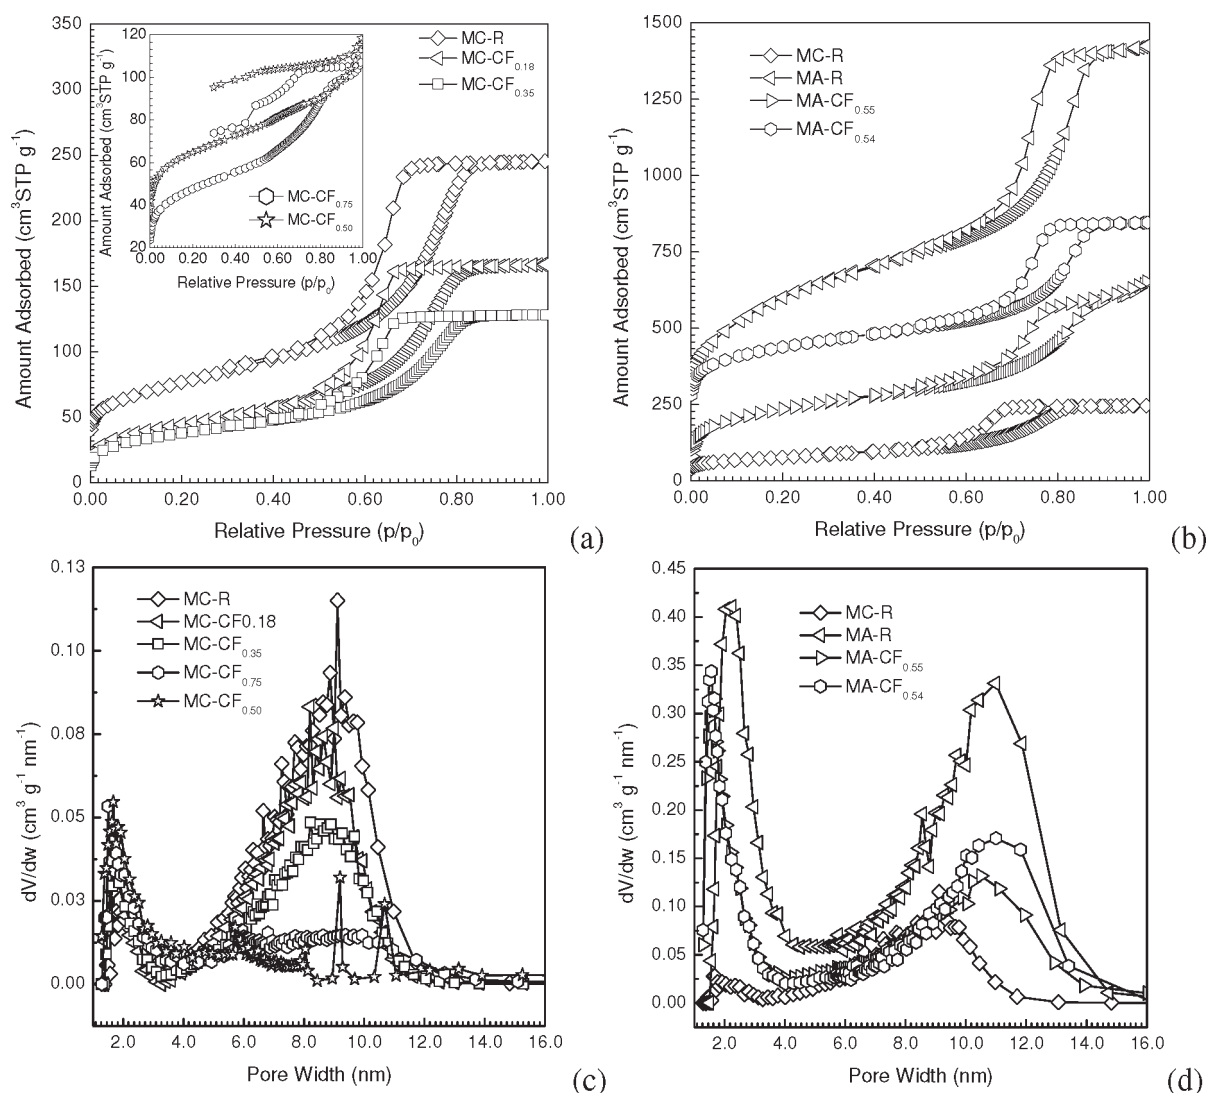 350
300
250
200
150
100
50
0
Amount Adsorbed (cm³STP g⁻¹)
0.00 0.20 0.40 0.60 0.80 1.00
Relative Pressure (p/p₀)
MC-R
MC-CF₀.₁₈
MC-CF₀.₃₅
120
100
80
60
40
20
Amount Adsorbed (cm³STP g⁻¹)
0.00 0.20 0.40 0.60 0.80 1.00
Relative Pressure (p/p₀)
MC-CF₀.₇₅
MC-CF₀.₅₀
(a)
1500
1250
1000
750
500
250
0
Amount Adsorbed (cm³STP g⁻¹)
0.00 0.20 0.40 0.60 0.80 1.00
Relative Pressure (p/p₀)
MC-R
MA-R
MA-CF₀.₅₅
MA-CF₀.₅₄
(b)
0.13
0.10
0.08
0.05
0.03
0.00
dV/dw (cm³ g⁻¹ nm⁻¹)
2.0 4.0 6.0 8.0 10.0 12.0 14.0 16.0
Pore Width (nm)
MC-R
MC-CF0.18
MC-CF₀.₃₅
MC-CF₀.₇₅
MC-CF₀.₅₀
(c)
0.45
0.40
0.35
0.30
0.25
0.20
0.15
0.10
0.05
0.00
dV/dw (cm³ g⁻¹ nm⁻¹)
2.0 4.0 6.0 8.0 10.0 12.0 14.0 16.0
Pore Width (nm)
MC-R
MA-R
MA-CF₀.₅₅
MA-CF₀.₅₄
(d)